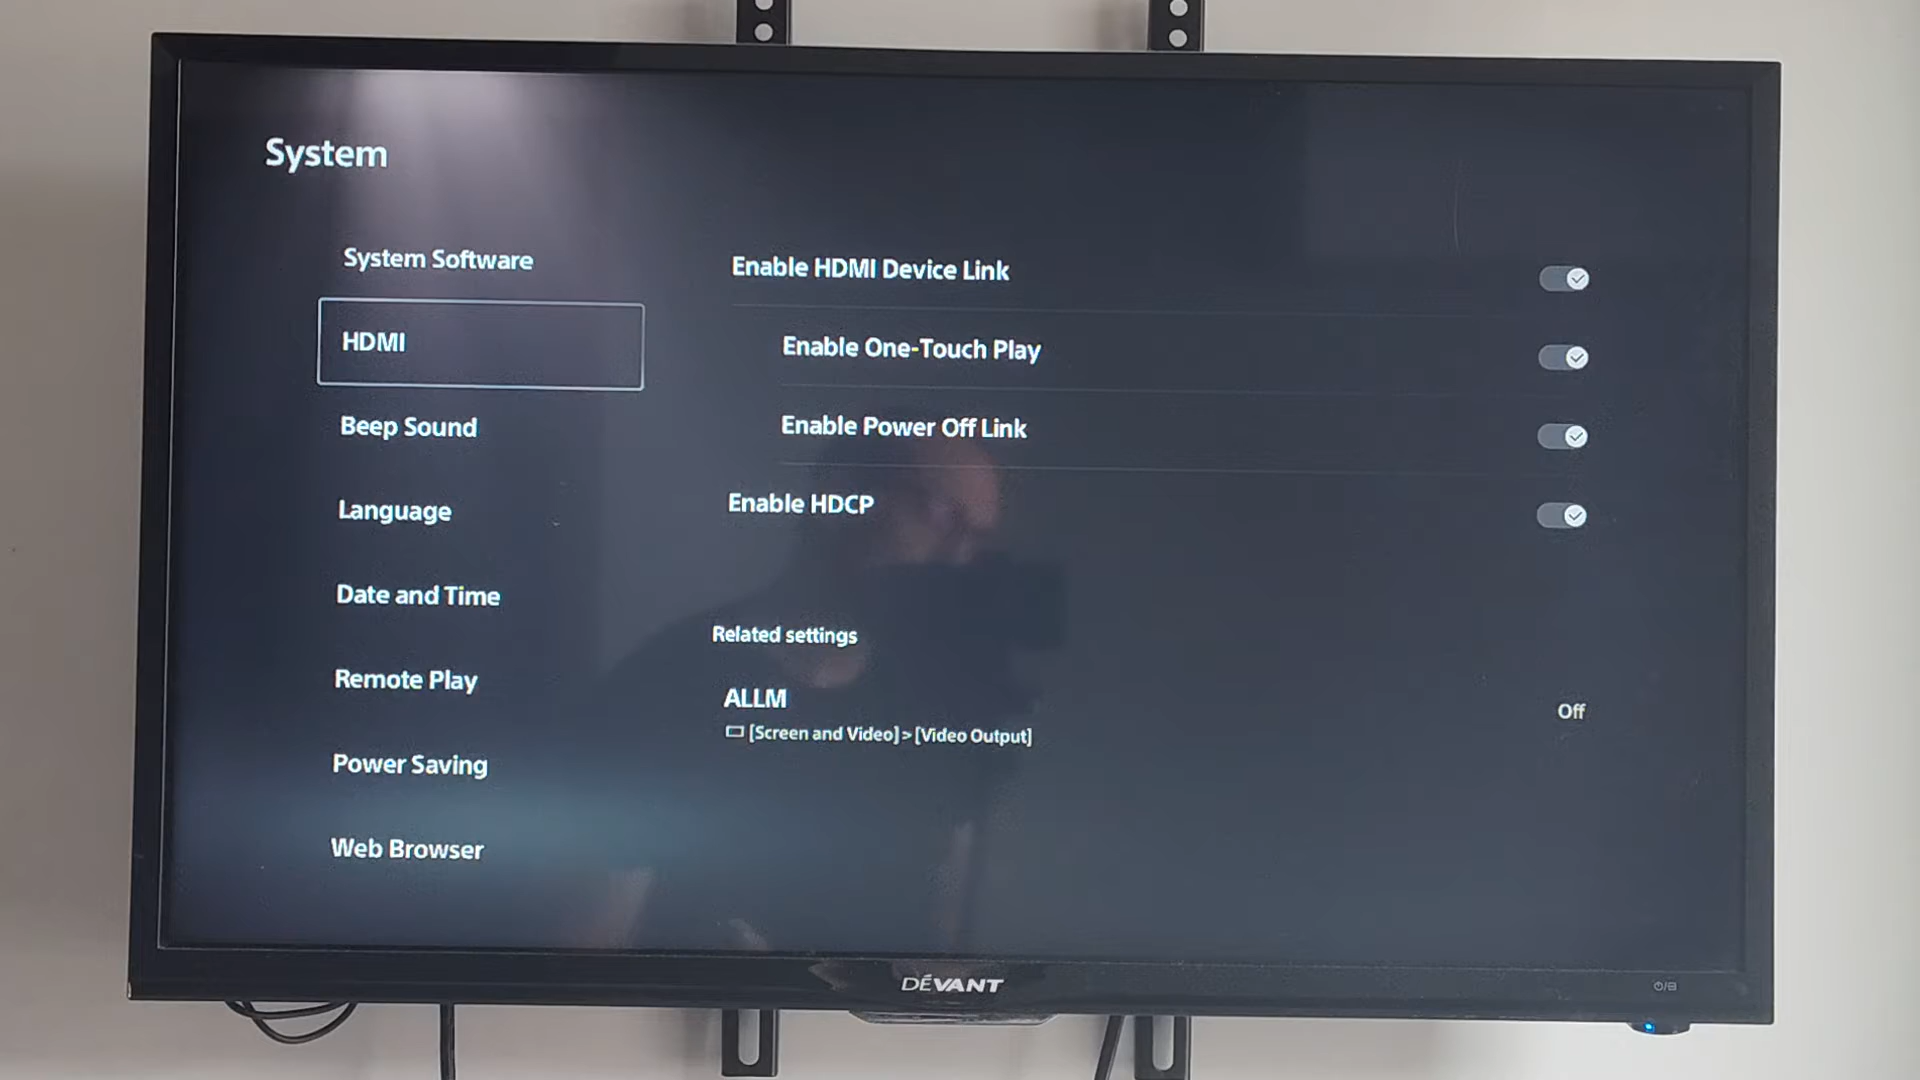 System
System Software
HDMI
Beep Sound
Language
Date and Time
Remote Play
Power Saving
Web Browser
Enable HDMI Device Link
Enable One-Touch Play
Enable Power Off Link
Enable HDCP
Related settings
ALLM
Off
[Screen and Video]>[Video Output]
DÉVANT